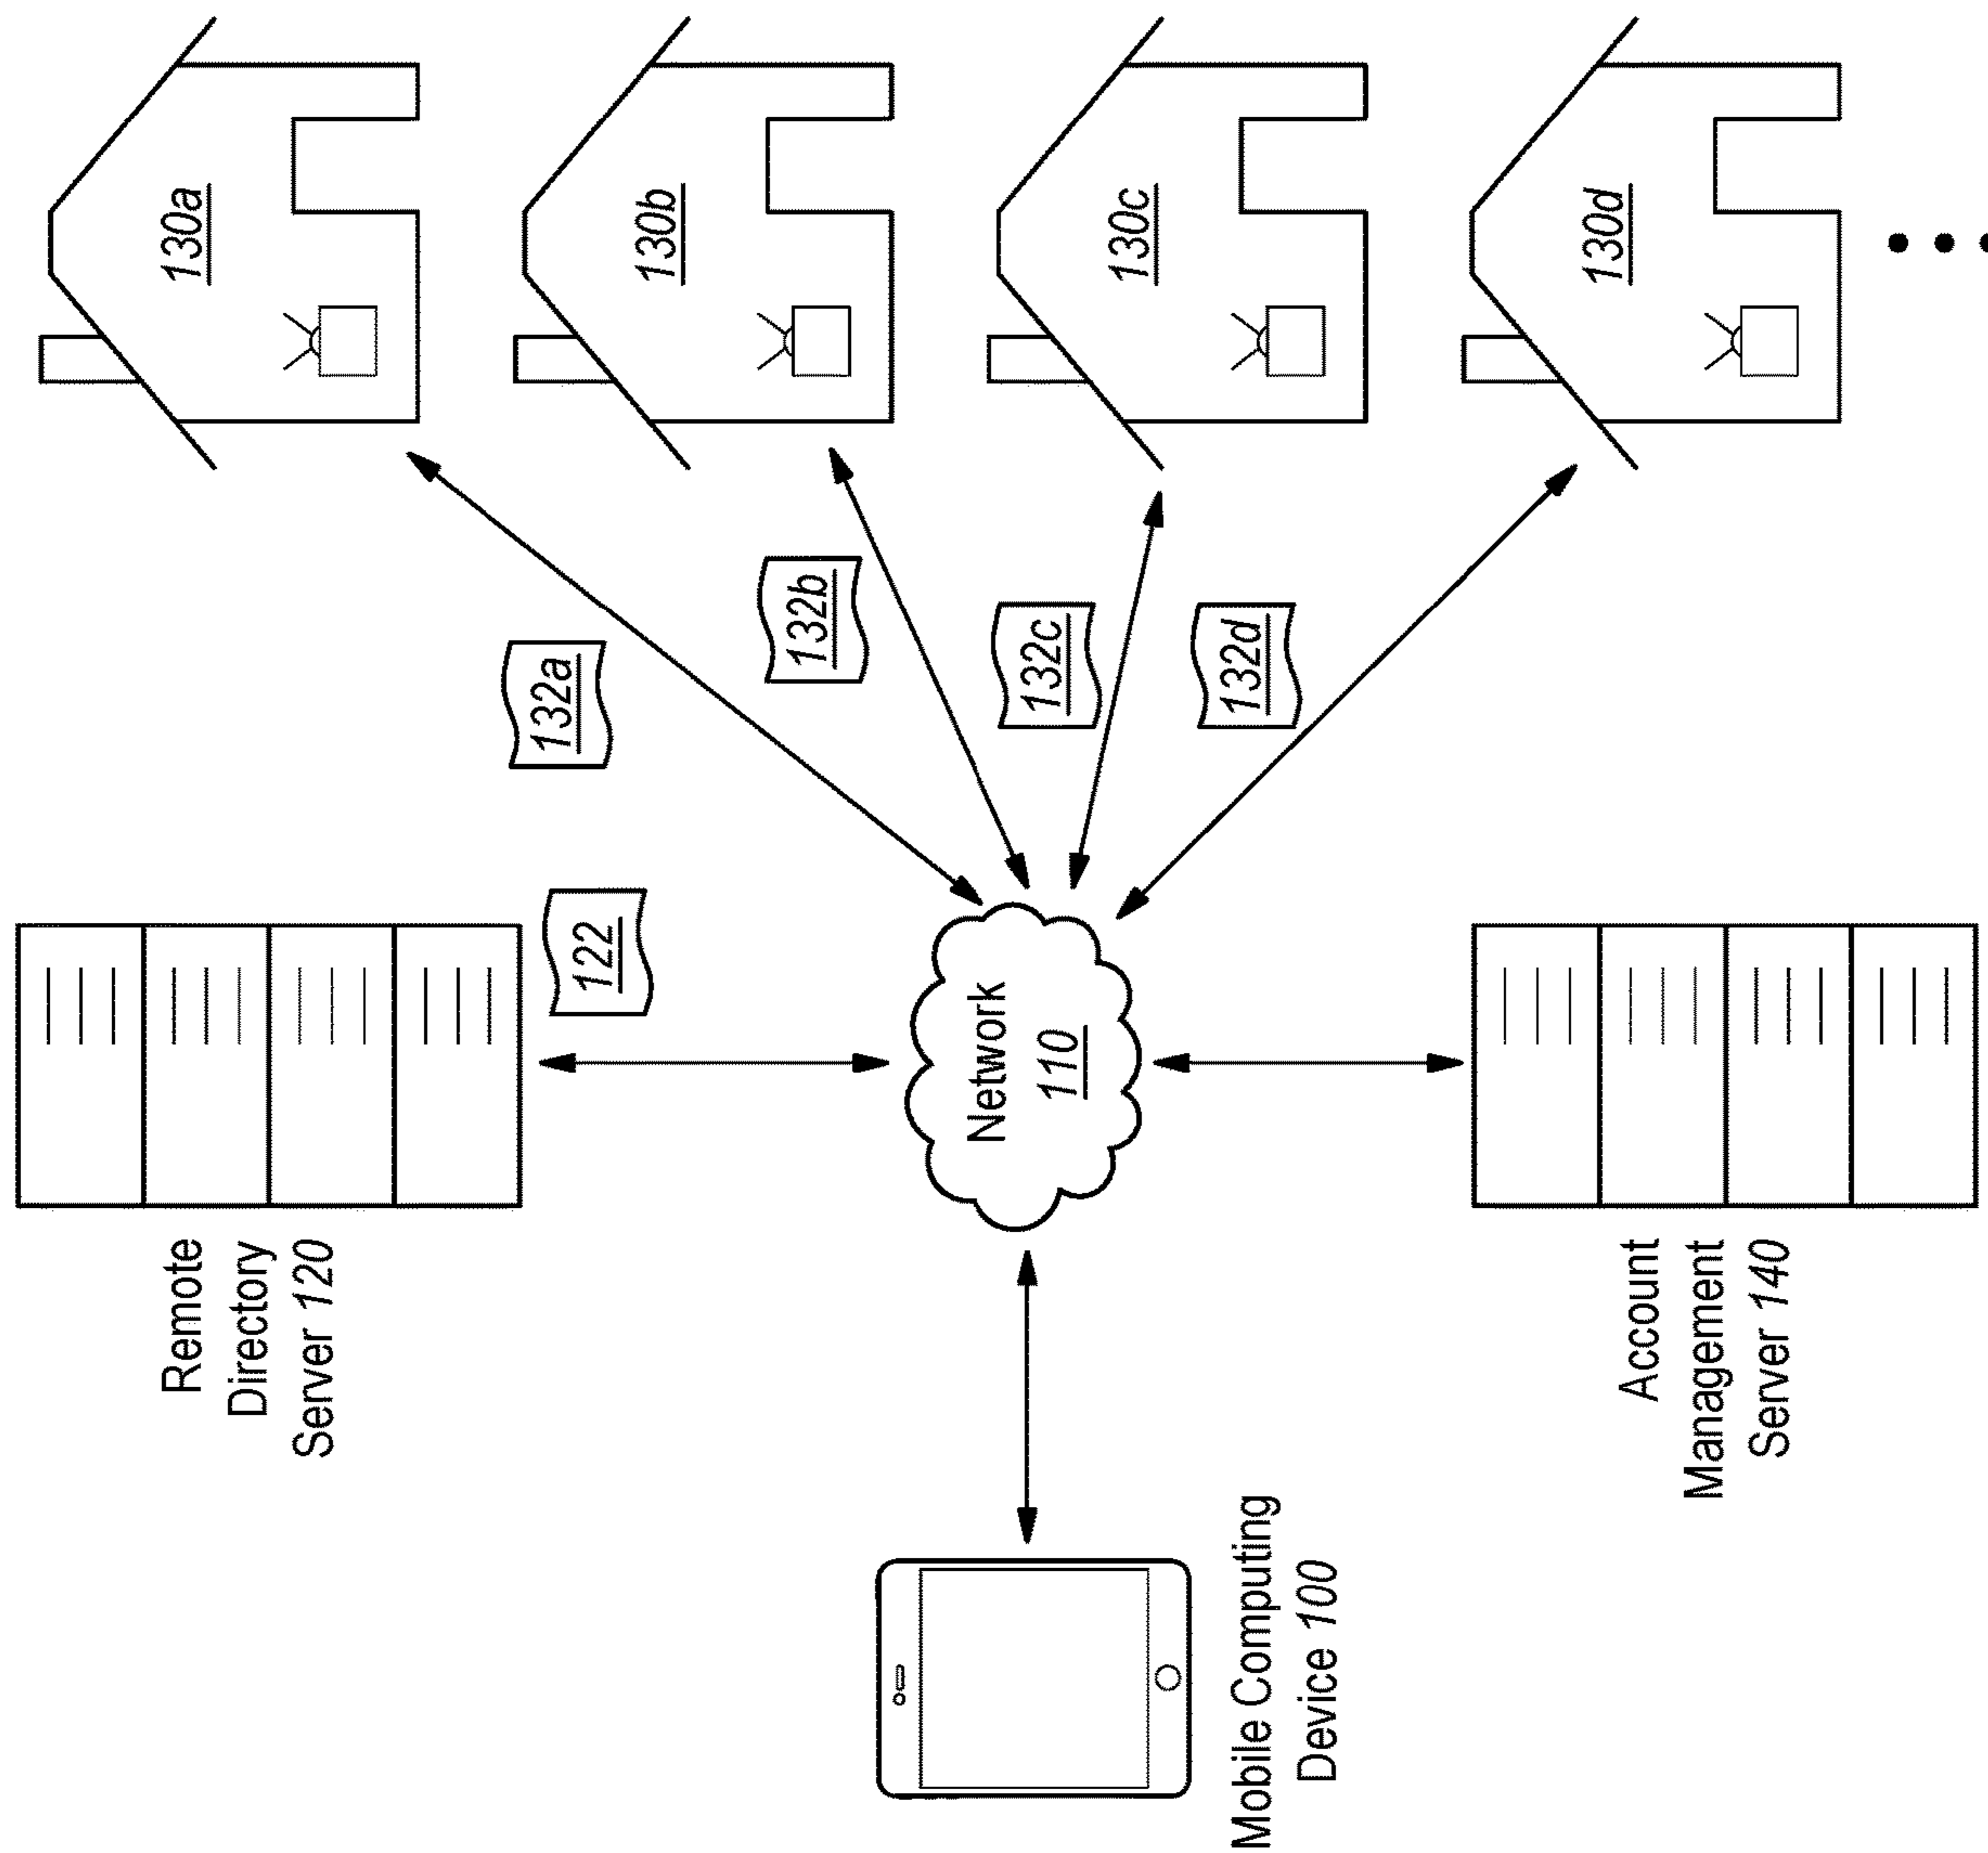 Remote
Directory
Server 120
122
132a
132b
132c
132d
130a
130b
130c
130d
Network
110
Mobile Computing
Device 100
Account
Management
Server 140